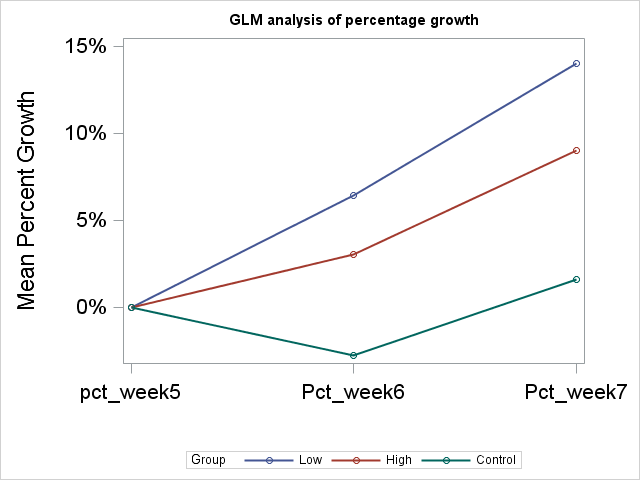 GLM analysis of percentage growth
Mean Percent Growth
15%
10%
5%
0%
pct_week5 Pct_week6 Pct_week7
Group Low High Control